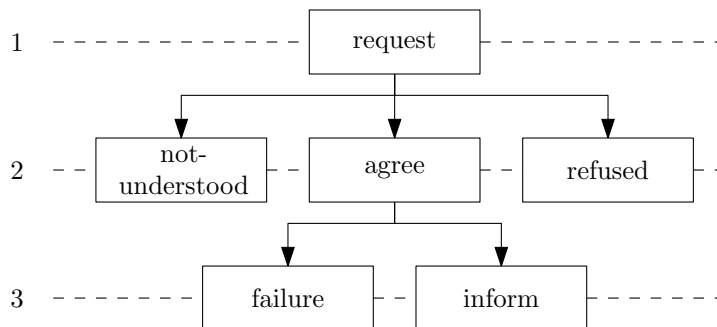 1
request
2
not-
understood
agree
refused
3
failure
inform